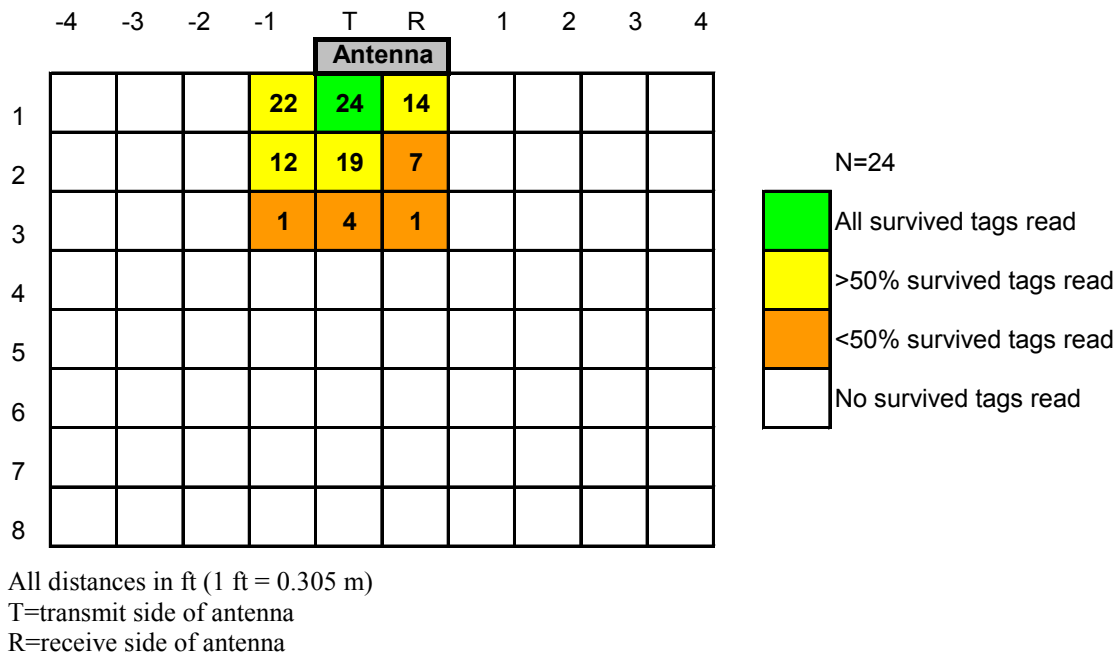 -4 -3 -2 -1 T R 1 2 3 4
Antenna
1 22 24 14
2 12 19 7
N=24
3 1 4 1
All survived tags read
4
>50% survived tags read
5
<50% survived tags read
6
No survived tags read
7
8
All distances in ft (1 ft = 0.305 m)
T=transmit side of antenna
R=receive side of antenna